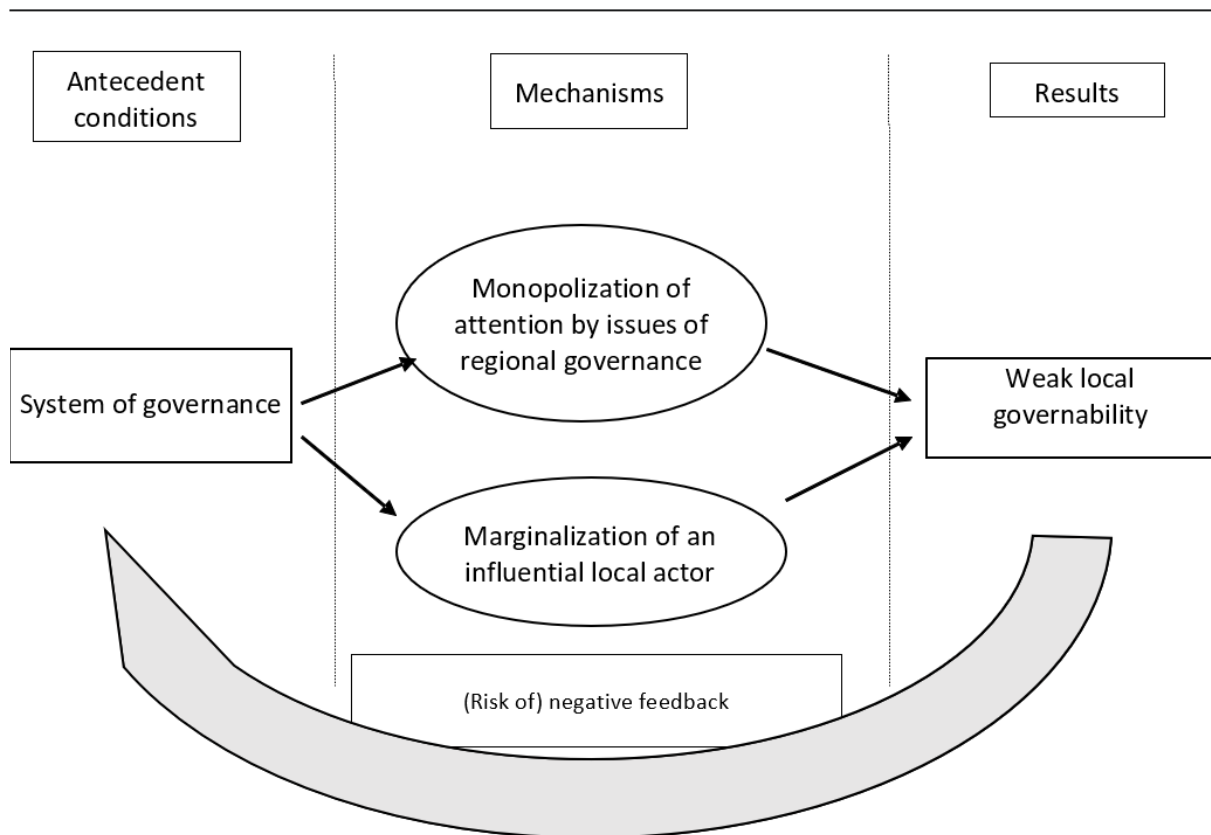 Antecedent
conditions
Mechanisms
Results
Monopolization of
attention by issues of
regional governance
System of governance
Weak local
governability
Marginalization of an
influential local actor
(Risk of) negative feedback